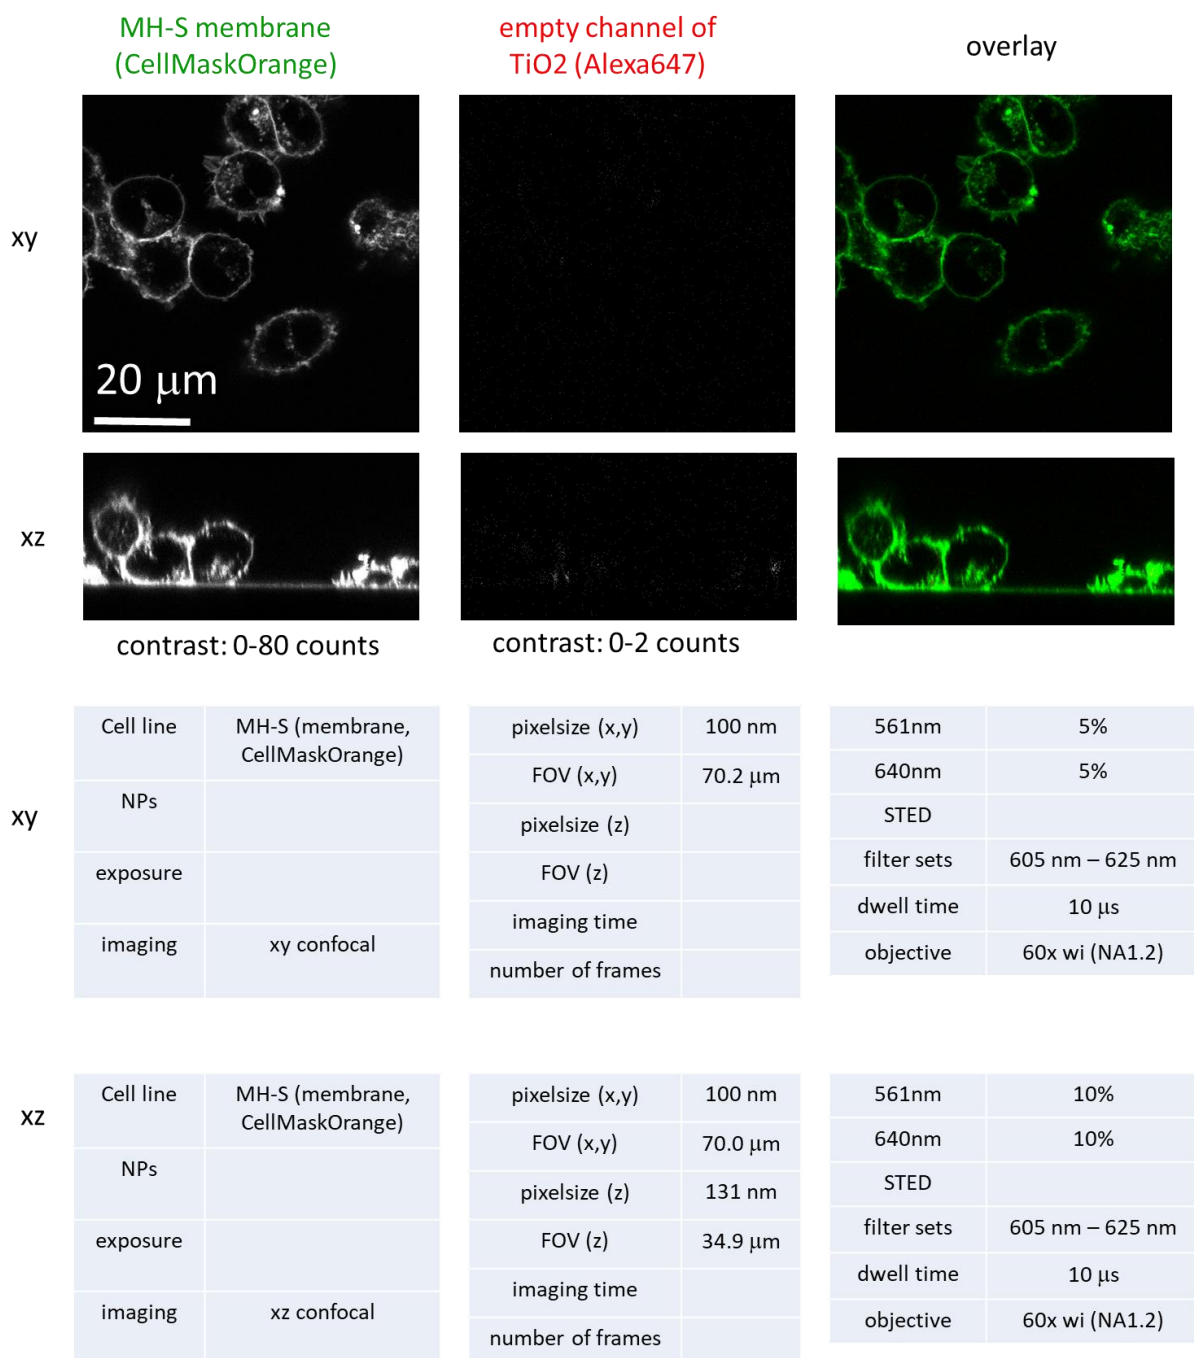 MH-S membrane
(CellMaskOrange)
empty channel of
TiO2 (Alexa647)
overlay
xy
20 μm
xz
contrast: 0-80 counts
contrast: 0-2 counts
xy
Cell line
MH-S (membrane,
CellMaskOrange)
NPs
exposure
imaging
xy confocal
pixelsize (x,y)
100 nm
FOV (x,y)
70.2 μm
pixelsize (z)
FOV (z)
imaging time
number of frames
561nm
5%
640nm
5%
STED
filter sets
605 nm – 625 nm
dwell time
10 μs
objective
60x wi (NA1.2)
xz
Cell line
MH-S (membrane,
CellMaskOrange)
NPs
exposure
imaging
xz confocal
pixelsize (x,y)
100 nm
FOV (x,y)
70.0 μm
pixelsize (z)
131 nm
FOV (z)
34.9 μm
imaging time
number of frames
561nm
10%
640nm
10%
STED
filter sets
605 nm – 625 nm
dwell time
10 μs
objective
60x wi (NA1.2)